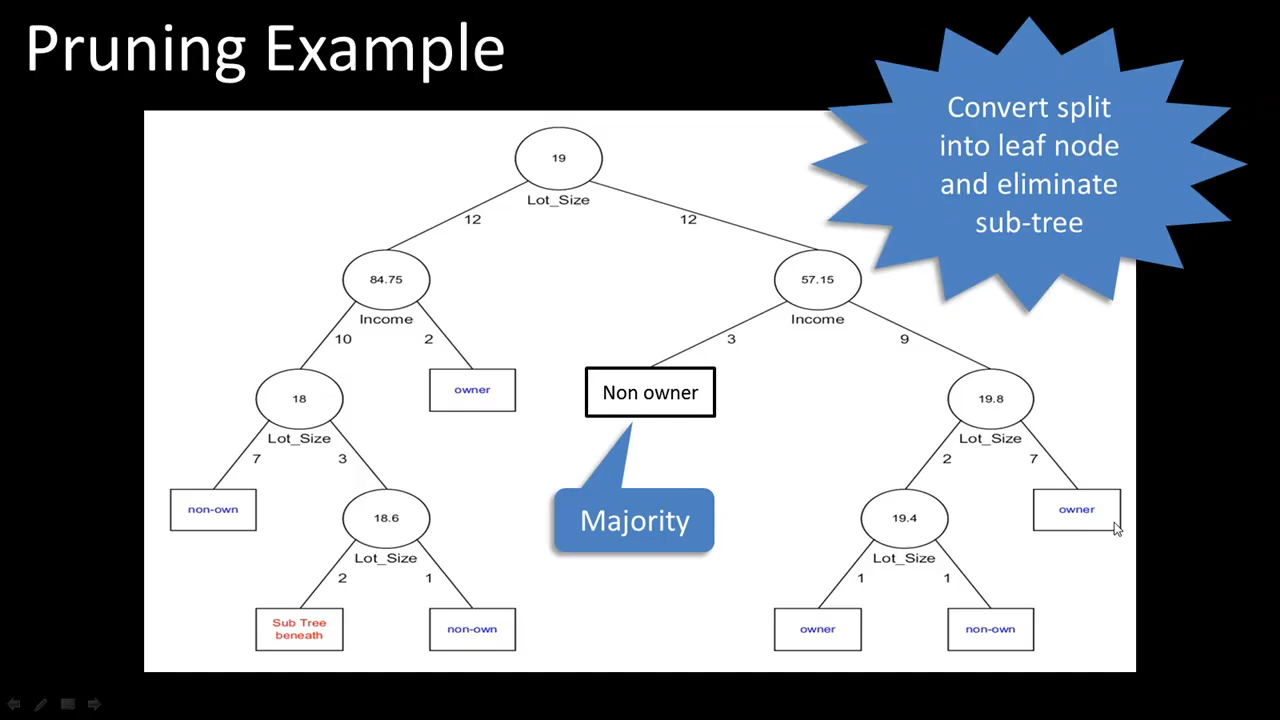 Pruning Example
Convert split
into leaf node
and eliminate
sub-tree
19
Lot_Size
12
12
84.75
57.15
Income
Income
10
2
3
9
18
owner
Non owner
19.8
Lot_Size
Lot_Size
7
3
2
7
non-own
18.6
Majority
19.4
owner
Lot_Size
Lot_Size
2
1
1
1
Sub Tree
beneath
non-own
owner
non-own